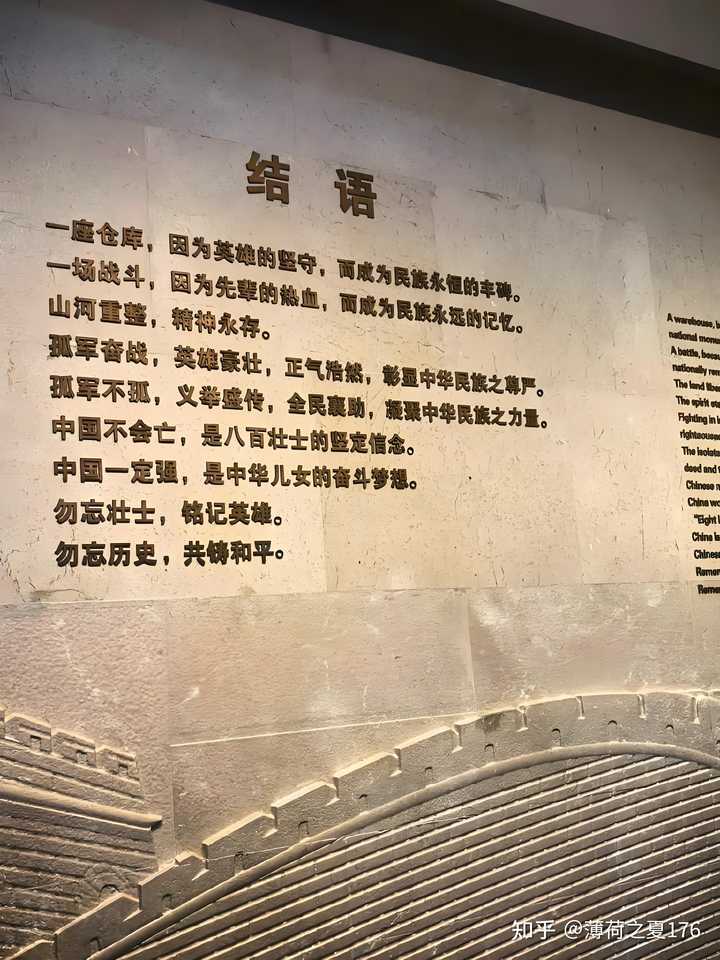 结语
一座仓库，因为英雄的坚守，而成为民族永恒的丰碑。
一场战斗，因为先辈的热血，而成为民族永远的记忆。
山河重整，精神永存。
孤军奋战，英雄豪壮，正气浩然，彰显中华民族之尊严。
孤军不孤，义举盛传，全民襄助，凝聚中华民族之力量。
中国不会亡，是八百壮士的坚定信念。
中国一定强，是中华儿女的奋斗梦想。
勿忘壮士，铭记英雄。
勿忘历史，共铸和平。
A warehouse,
national
A battle,
nationally
The land
The spirit
Fighting in
righteous
The
deed and
Chinese
China
"Eight
China
Chinese
知乎 @薄荷之夏176